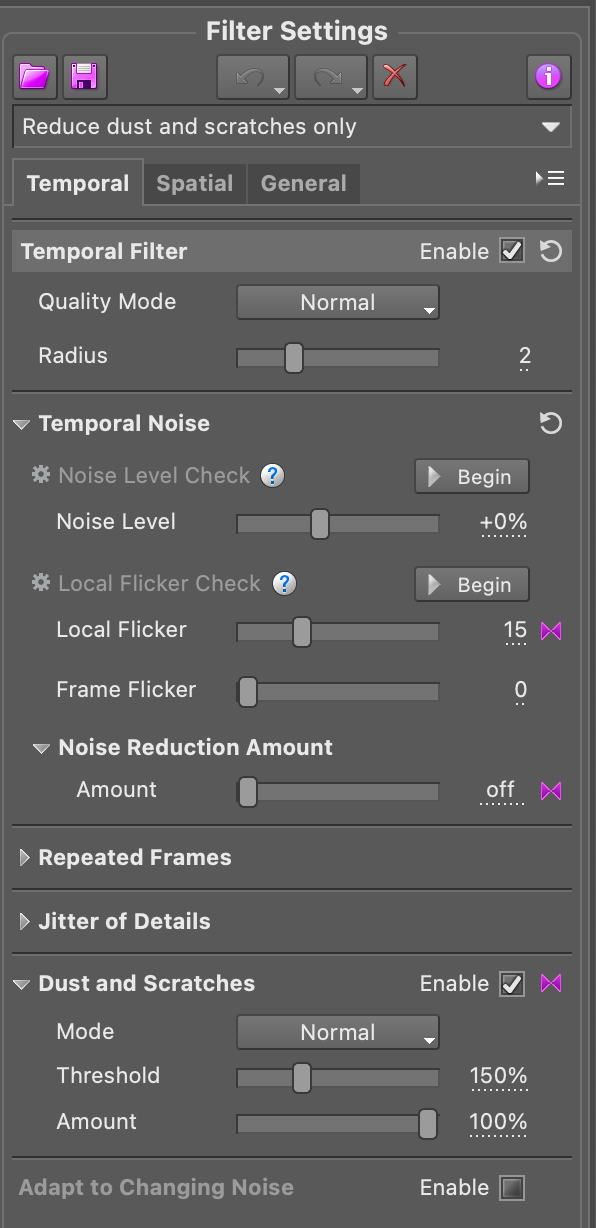 Filter Settings
Reduce dust and scratches only
Temporal Spatial General
Temporal Filter Enable
Quality Mode Normal
Radius 2
Temporal Noise
Noise Level Check ? Begin
Noise Level +0%
Local Flicker Check ? Begin
Local Flicker 15
Frame Flicker 0
Noise Reduction Amount
Amount off
Repeated Frames
Jitter of Details
Dust and Scratches Enable
Mode Normal
Threshold 150%
Amount 100%
Adapt to Changing Noise Enable